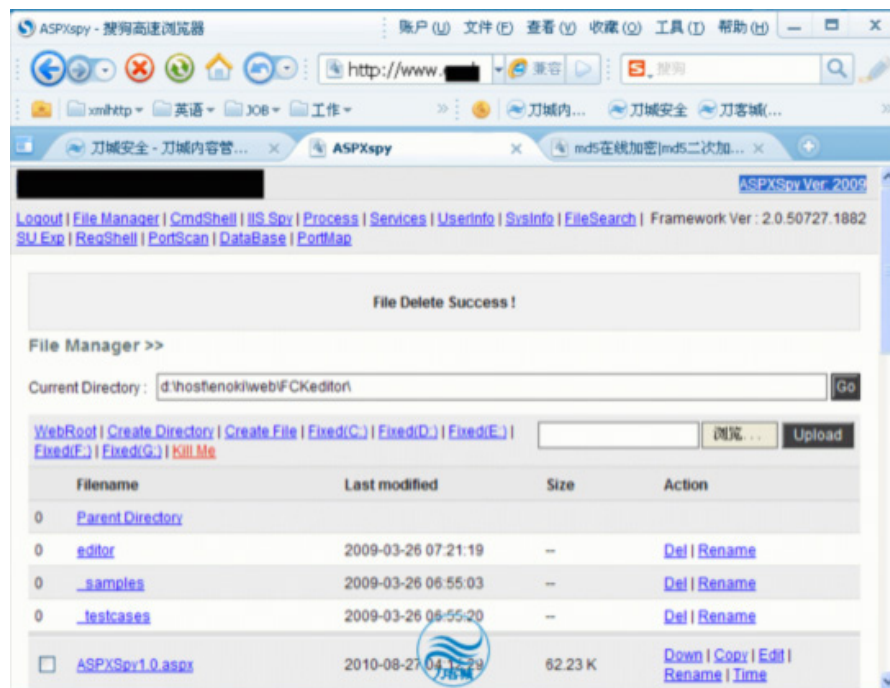 ASPXspy - 搜狗高速浏览器 账户(U) 文件(F) 查看(V) 收藏(O) 工具(T) 帮助(H)
http://www. 兼容 搜狗
xmlhttp 英语 JOB 工作 » 刀城内... 刀城安全 刀客城(...
刀城安全 - 刀城内容管... ASPXspy md5在线加密|md5二次加...
ASPXSpy Ver: 2009
Logout | File Manager | CmdShell | IIS Spy | Process | Services | UserInfo | SysInfo | FileSearch | Framework Ver : 2.0.50727.1882
SU Exp | RegShell | PortScan | DataBase | PortMap
File Delete Success !
File Manager >>
Current Directory : d:\host\enoki\web\FCKeditor\ Go
WebRoot | Create Directory | Create File | Fixed(C:) | Fixed(D:) | Fixed(E:) | 浏览... Upload
Fixed(F:) | Fixed(G:) | Kill Me
Filename Last modified Size Action
0 Parent Directory
0 editor 2009-03-26 07:21:19 -- Del | Rename
0 _samples 2009-03-26 06:55:03 -- Del | Rename
0 _testcases 2009-03-26 06:55:20 -- Del | Rename
ASPXSpy1.0.aspx 2010-08-27 04:12:29 62.23 K Down | Copy | Edit |
Rename | Time
刀客城